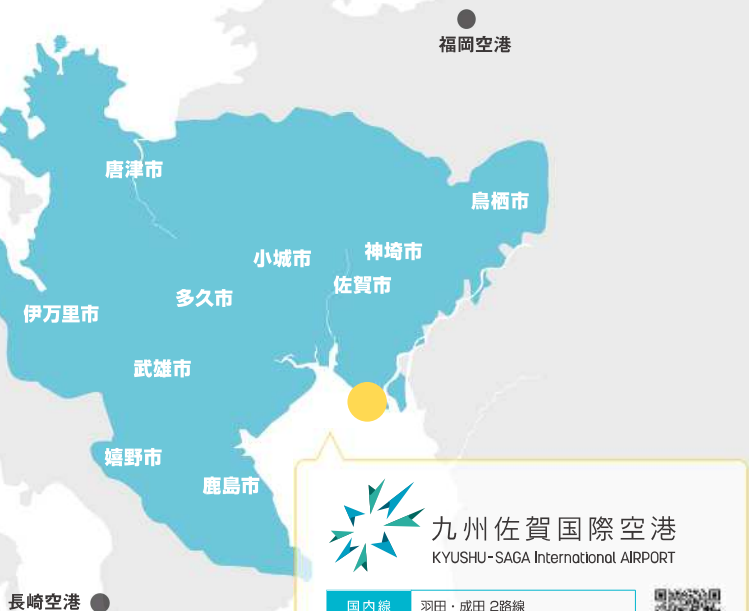 福岡空港
唐津市
鳥栖市
神埼市
小城市
佐賀市
多久市
伊万里市
武雄市
嬉野市
鹿島市
九州佐賀国際空港
KYUSHU-SAGA International AIRPORT
長崎空港
国内線 羽田・成田 2路線